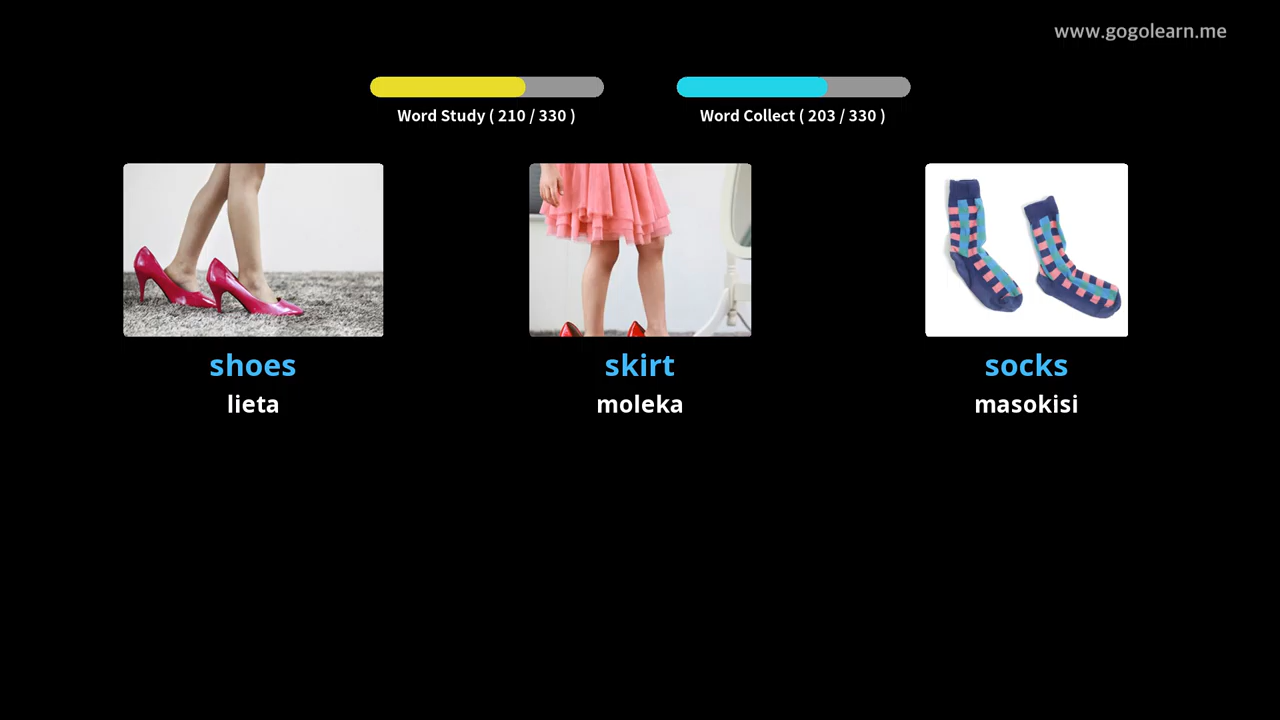 www.gogolearn.me
Word Study ( 210 / 330 )
Word Collect ( 203 / 330 )
shoes
lieta
skirt
moleka
socks
masokisi